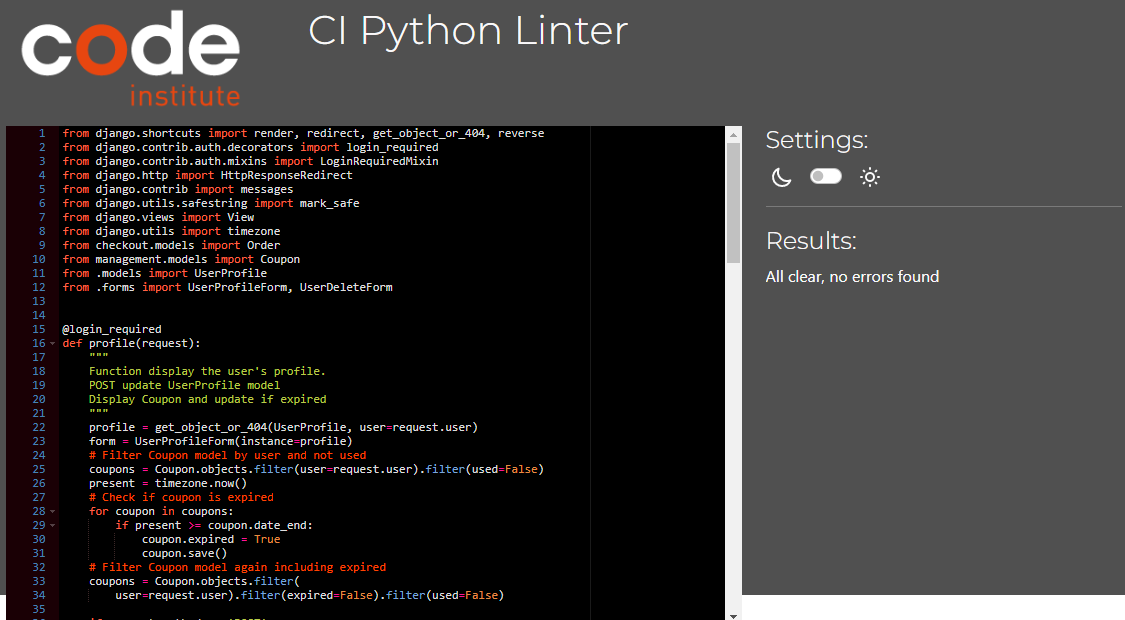 code
institute
CI Python Linter
1 from django.shortcuts import render, redirect, get_object_or_404, reverse
2 from django.contrib.auth.decorators import login_required
3 from django.contrib.auth.mixins import LoginRequiredMixin
4 from django.http import HttpResponseRedirect
5 from django.contrib import messages
6 from django.utils.safestring import mark_safe
7 from django.views import View
8 from django.utils import timezone
9 from checkout.models import Order
10 from management.models import Coupon
11 from .models import UserProfile
12 from .forms import UserProfileForm, UserDeleteForm
13
14
15 @login_required
16 def profile(request):
17 """
18 Function display the user's profile.
19 POST update UserProfile model
20 Display Coupon and update if expired
21 """
22 profile = get_object_or_404(UserProfile, user=request.user)
23 form = UserProfileForm(instance=profile)
24 # Filter Coupon model by user and not used
25 coupons = Coupon.objects.filter(user=request.user).filter(used=False)
26 present = timezone.now()
27 # Check if coupon is expired
28 for coupon in coupons:
29 if present >= coupon.date_end:
30 coupon.expired = True
31 coupon.save()
32 # Filter Coupon model again including expired
33 coupons = Coupon.objects.filter(
34 user=request.user).filter(expired=False).filter(used=False)
35
Settings:
Results:
All clear, no errors found